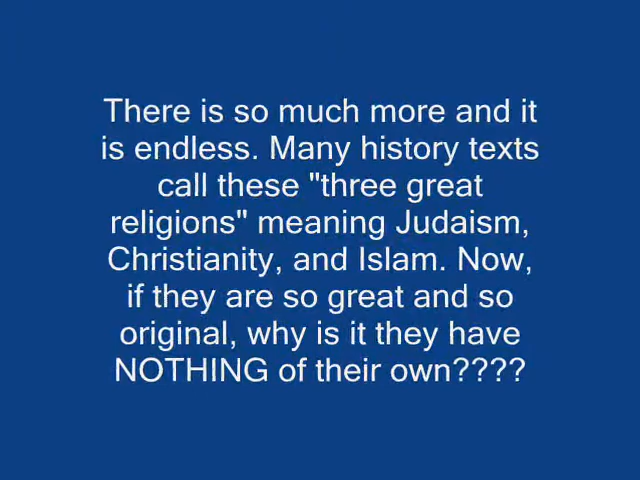 There is so much more and it
is endless. Many history texts
call these "three great
religions" meaning Judaism,
Christianity, and Islam. Now,
if they are so great and so
original, why is it they have
NOTHING of their own????